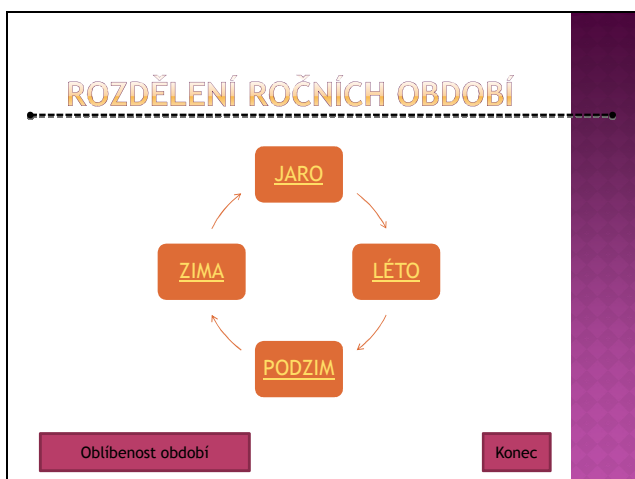 ROZDĚLENÍ ROČNÍCH OBDOBÍ
JARO
ZIMA
LÉTO
PODZIM
Oblíbenost období
Konec